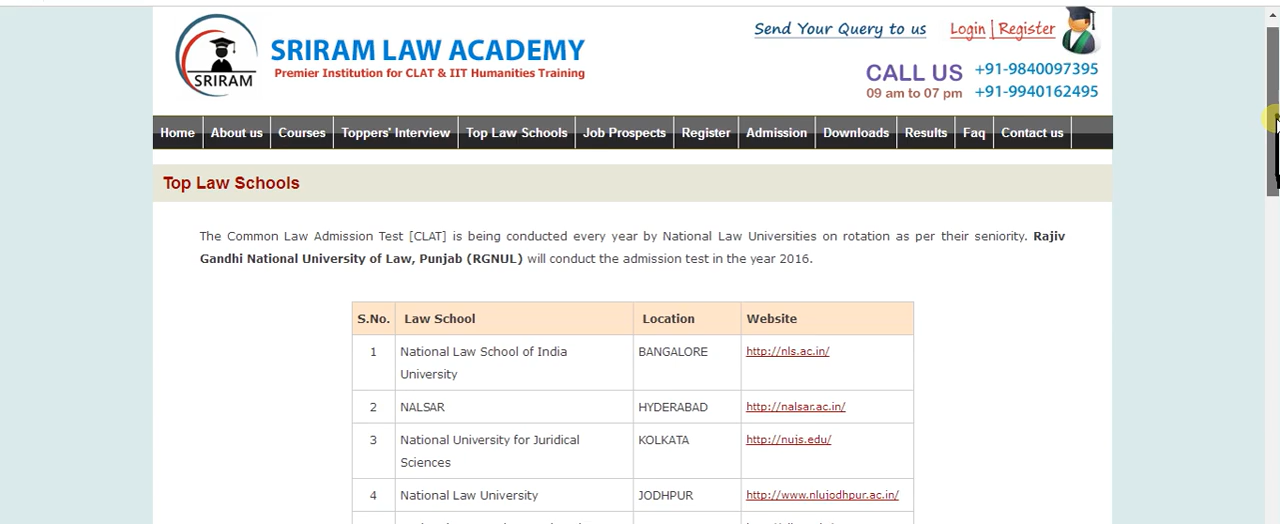 SRIRAM
SRIRAM LAW ACADEMY
Premier Institution for CLAT & IIT Humanities Training
Send Your Query to us Login | Register
CALL US +91-9840097395
09 am to 07 pm +91-9940162495
Home About us Courses Toppers' Interview Top Law Schools Job Prospects Register Admission Downloads Results Faq Contact us
Top Law Schools
The Common Law Admission Test [CLAT] is being conducted every year by National Law Universities on rotation as per their seniority. Rajiv
Gandhi National University of Law, Punjab (RGNUL) will conduct the admission test in the year 2016.
S.No. Law School Location Website
1 National Law School of India BANGALORE http://nls.ac.in/
University
2 NALSAR HYDERABAD http://nalsar.ac.in/
3 National University for Juridical KOLKATA http://nujs.edu/
Sciences
4 National Law University JODHPUR http://www.nlujodhpur.ac.in/